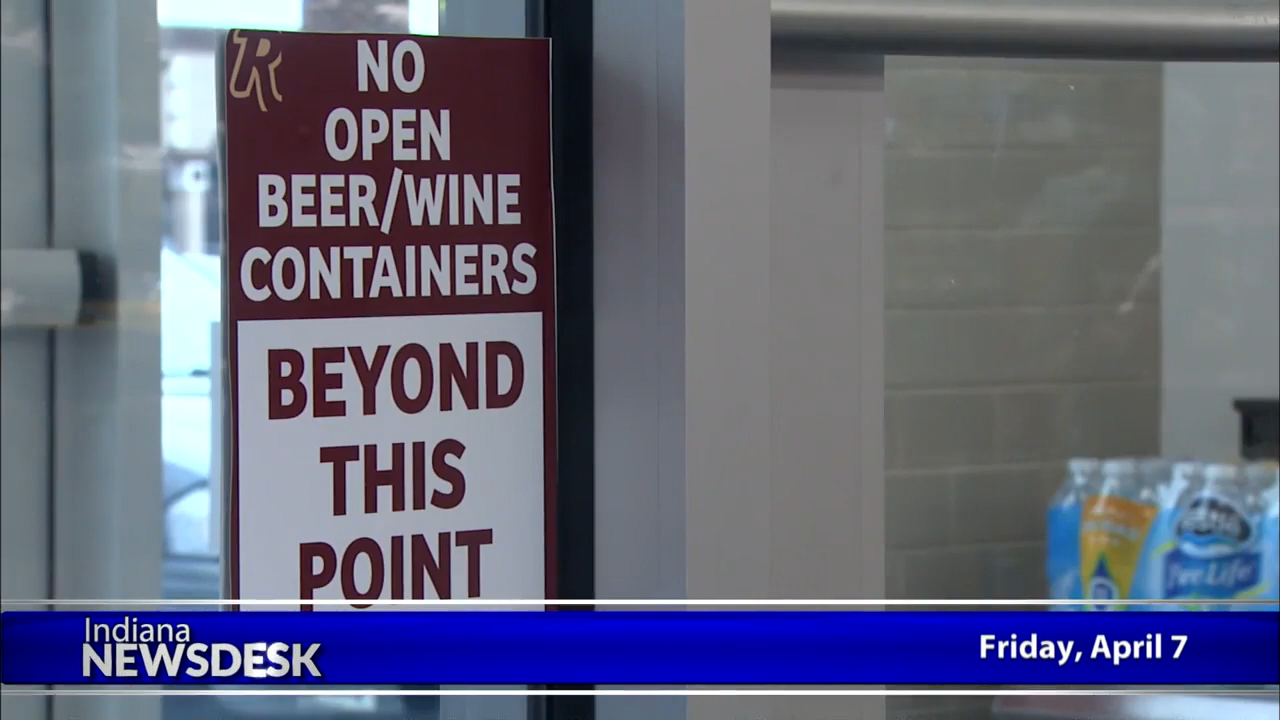 R
NO
OPEN
BEER/WINE
CONTAINERS
BEYOND
THIS
POINT
Pure Life
Indiana
NEWSDESK
Friday, April 7